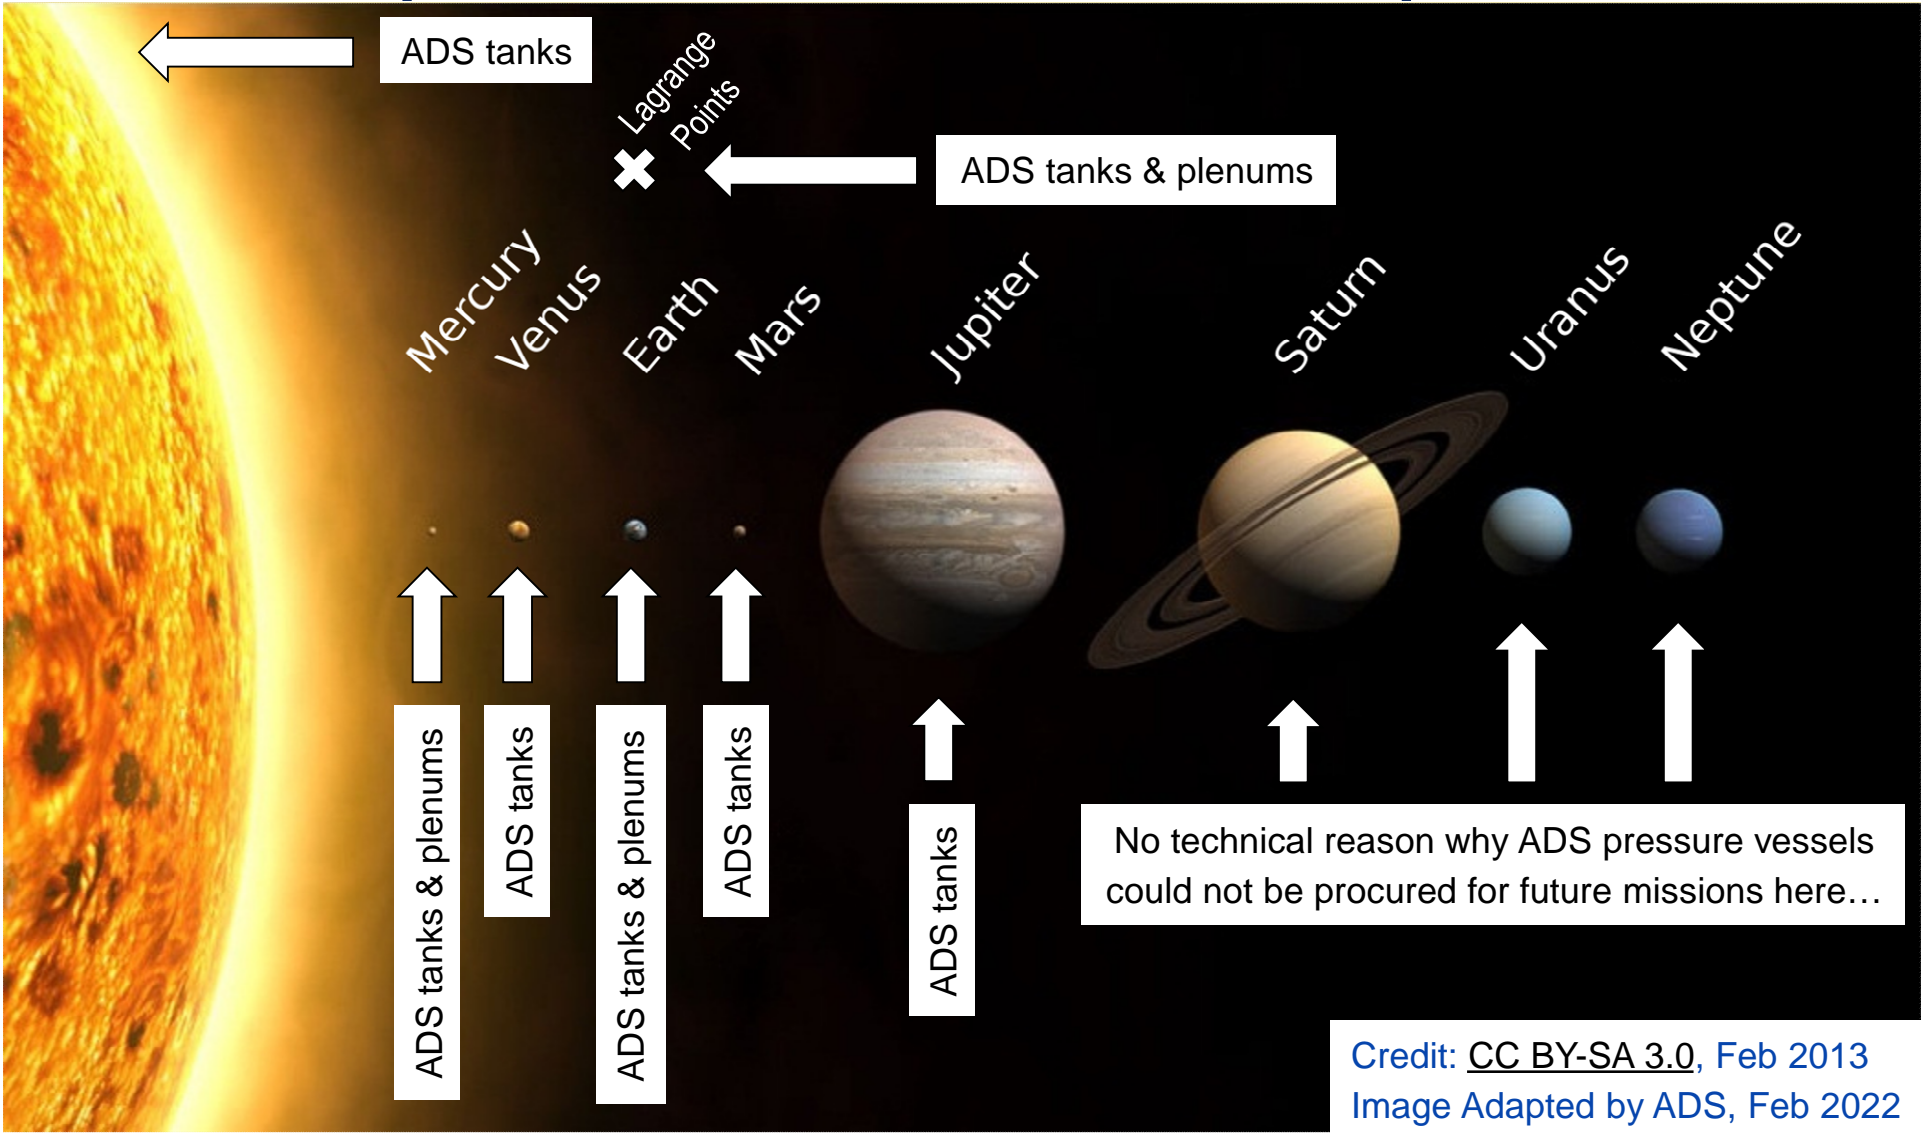 ADS tanks
Lagrange
Points
ADS tanks & plenums
Mercury
Venus
Earth
Mars
Jupiter
Saturn
Uranus
Neptune
ADS tanks & plenums
ADS tanks
ADS tanks & plenums
ADS tanks
ADS tanks
No technical reason why ADS pressure vessels
could not be procured for future missions here…
Credit: CC BY-SA 3.0, Feb 2013
Image Adapted by ADS, Feb 2022